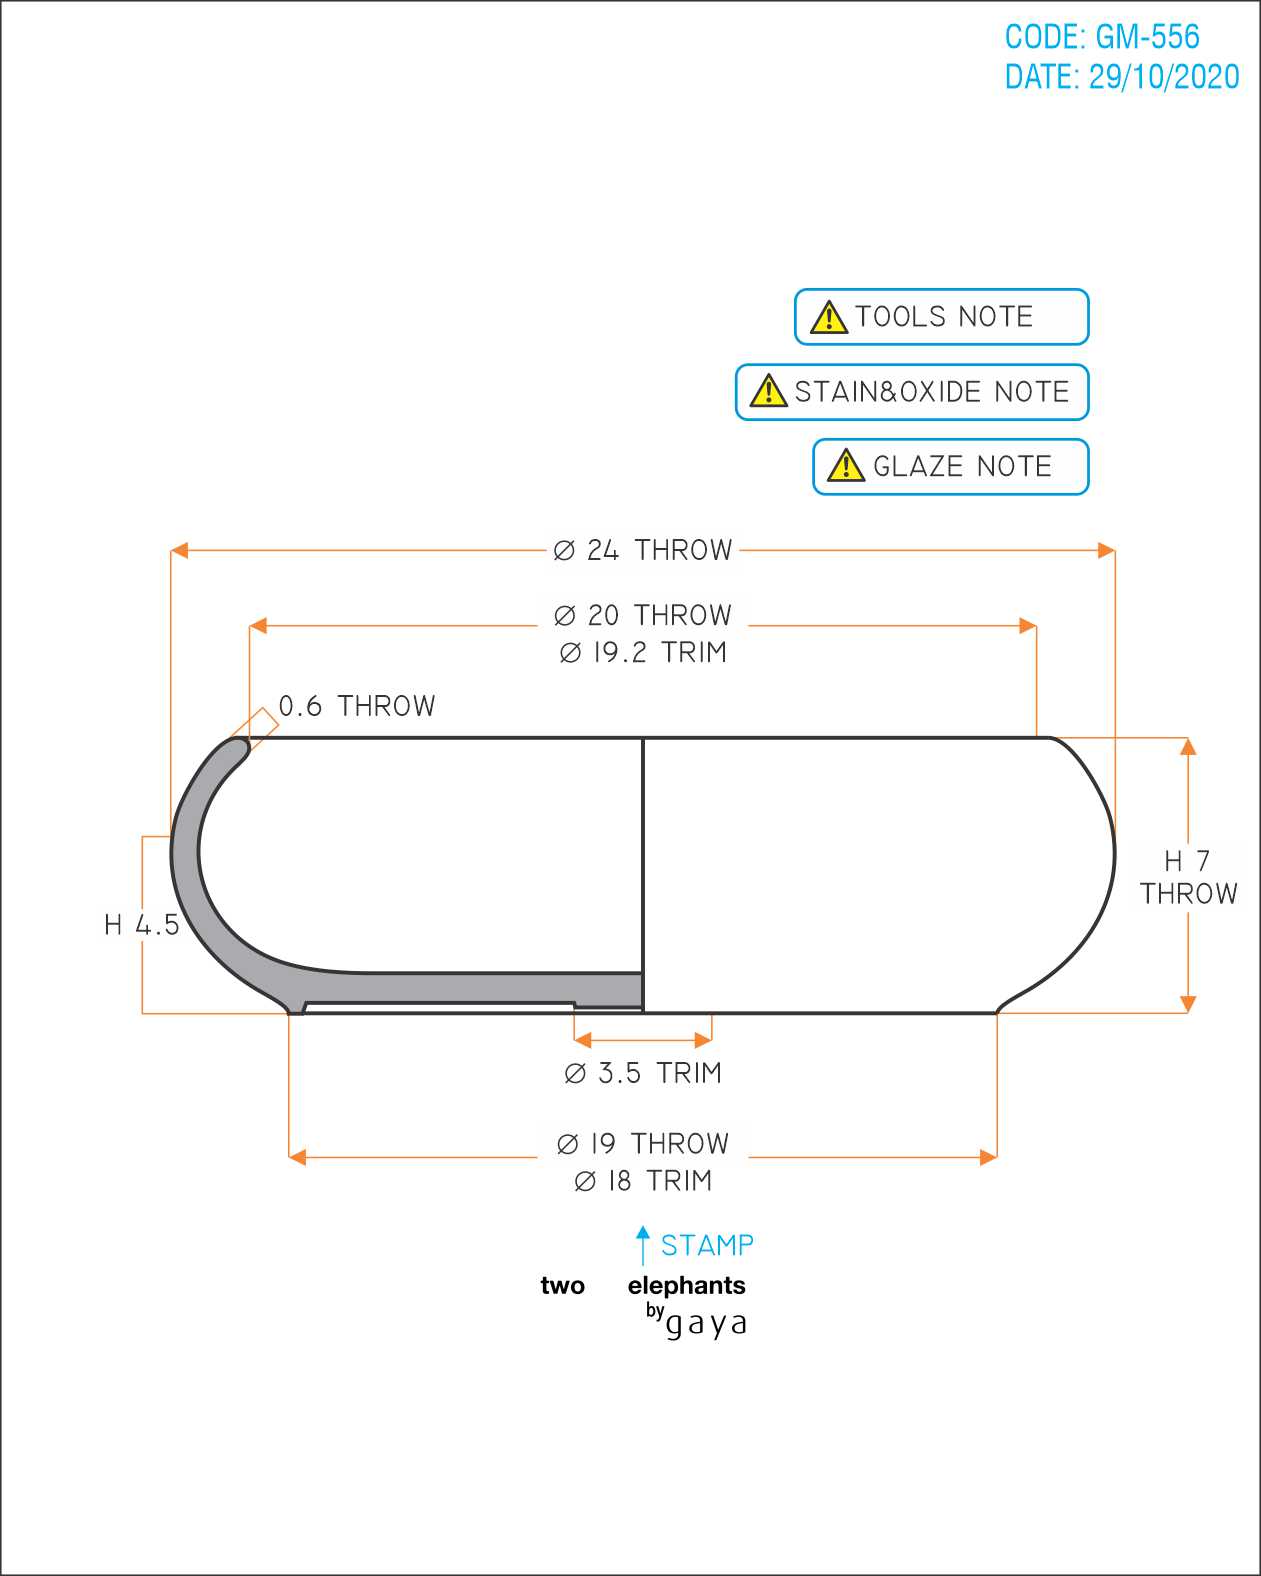 CODE: GM-556
DATE: 29/10/2020
TOOLS NOTE
STAIN&OXIDE NOTE
GLAZE NOTE
Ø 24 THROW
Ø 20 THROW
Ø 19.2 TRIM
0.6 THROW
H 7
THROW
H 4.5
Ø 3.5 TRIM
Ø 19 THROW
Ø 18 TRIM
STAMP
two elephants
by gaya